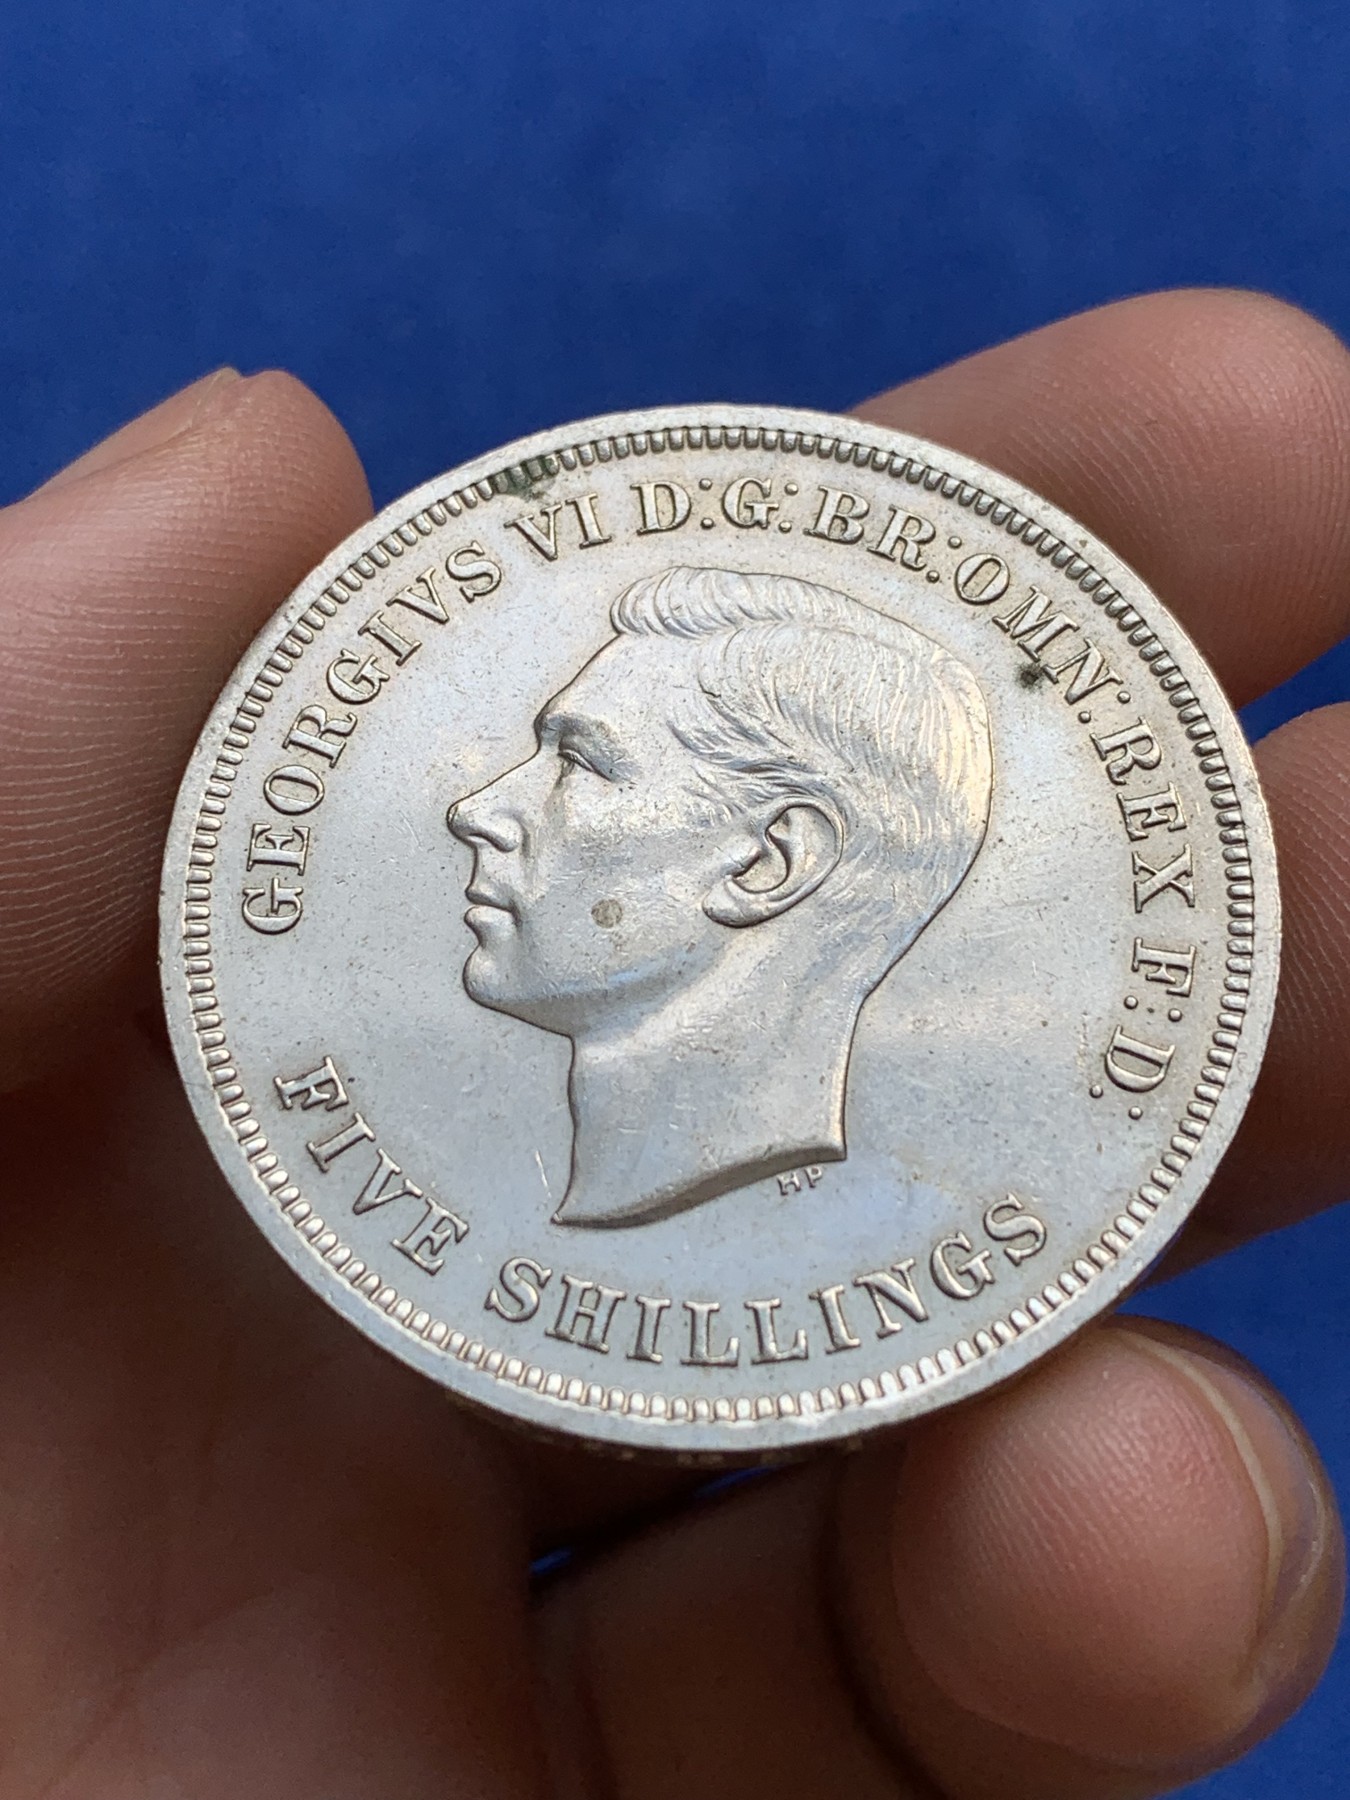 GEORGIVS VI D:G:BR:OMN:REX F:D:
HP
FIVE SHILLINGS